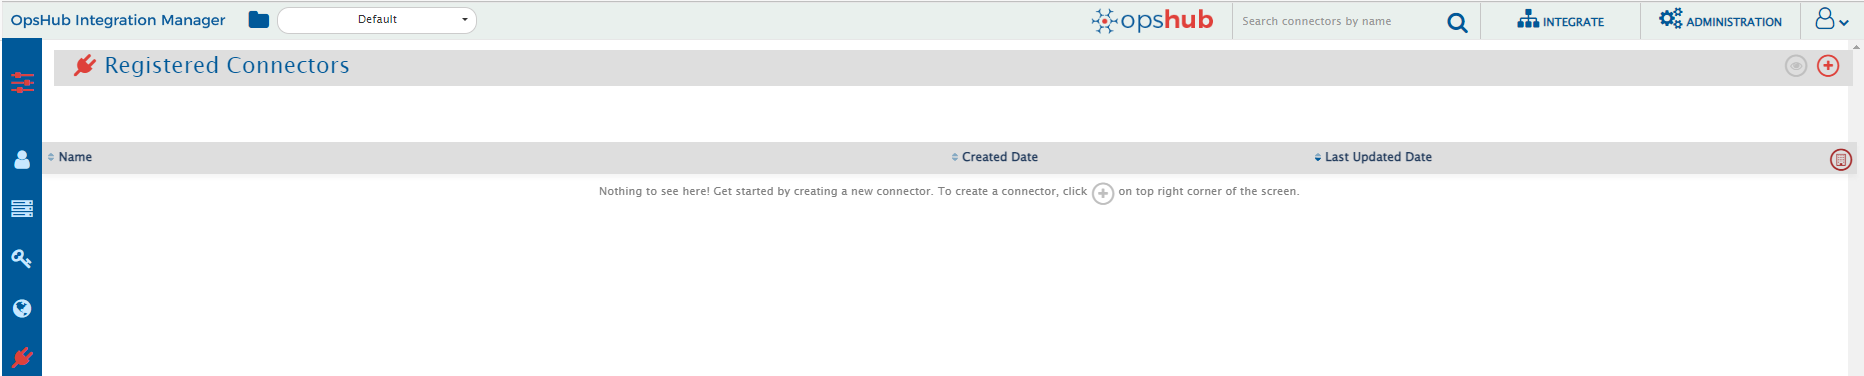 OpsHub Integration Manager Default opshub Search connectors by name INTEGRATE ADMINISTRATION
Registered Connectors
Name Created Date Last Updated Date
Nothing to see here! Get started by creating a new connector. To create a connector, click on top right corner of the screen.